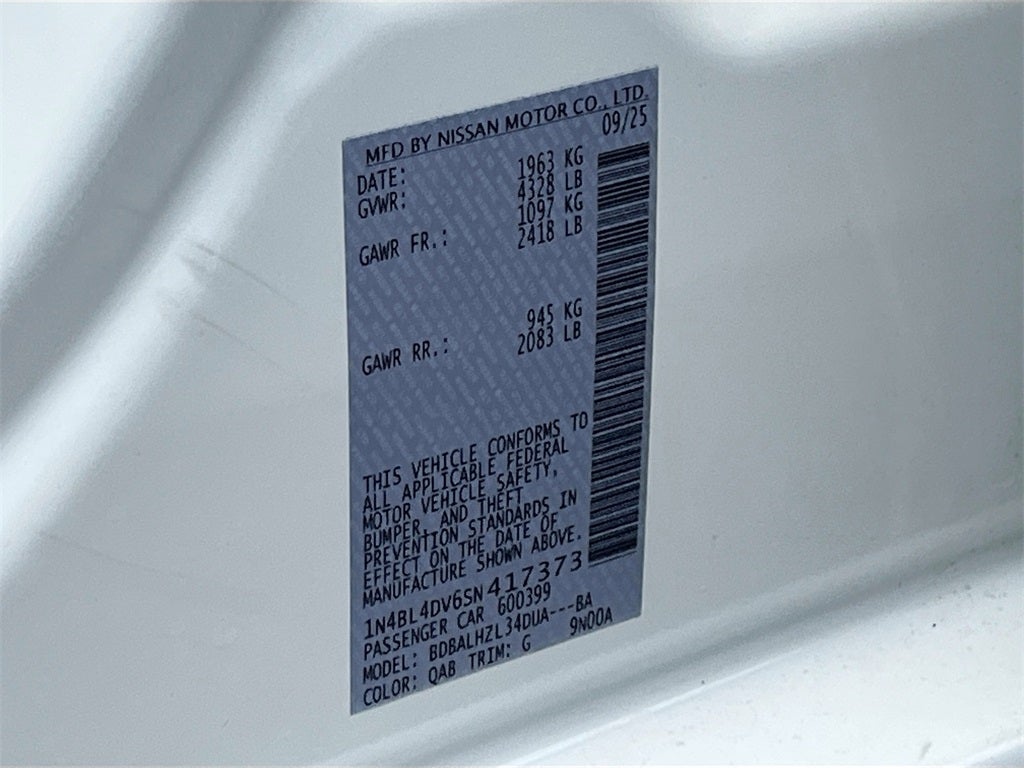 MFD BY NISSAN MOTOR CO., LTD.
DATE: 09/25
GVWR: 1963 KG
4328 LB
GAWR FR.: 1097 KG
2418 LB
GAWR RR.: 945 KG
2083 LB
THIS VEHICLE CONFORMS TO
ALL APPLICABLE FEDERAL
MOTOR VEHICLE SAFETY,
BUMPER, AND THEFT
PREVENTION STANDARDS IN
EFFECT ON THE DATE OF
MANUFACTURE SHOWN ABOVE.
1N4BL4DV6SN417373
PASSENGER CAR 600399
MODEL: BDBALHZL34DUA---BA
COLOR: QAB TRIM: G 9N00A